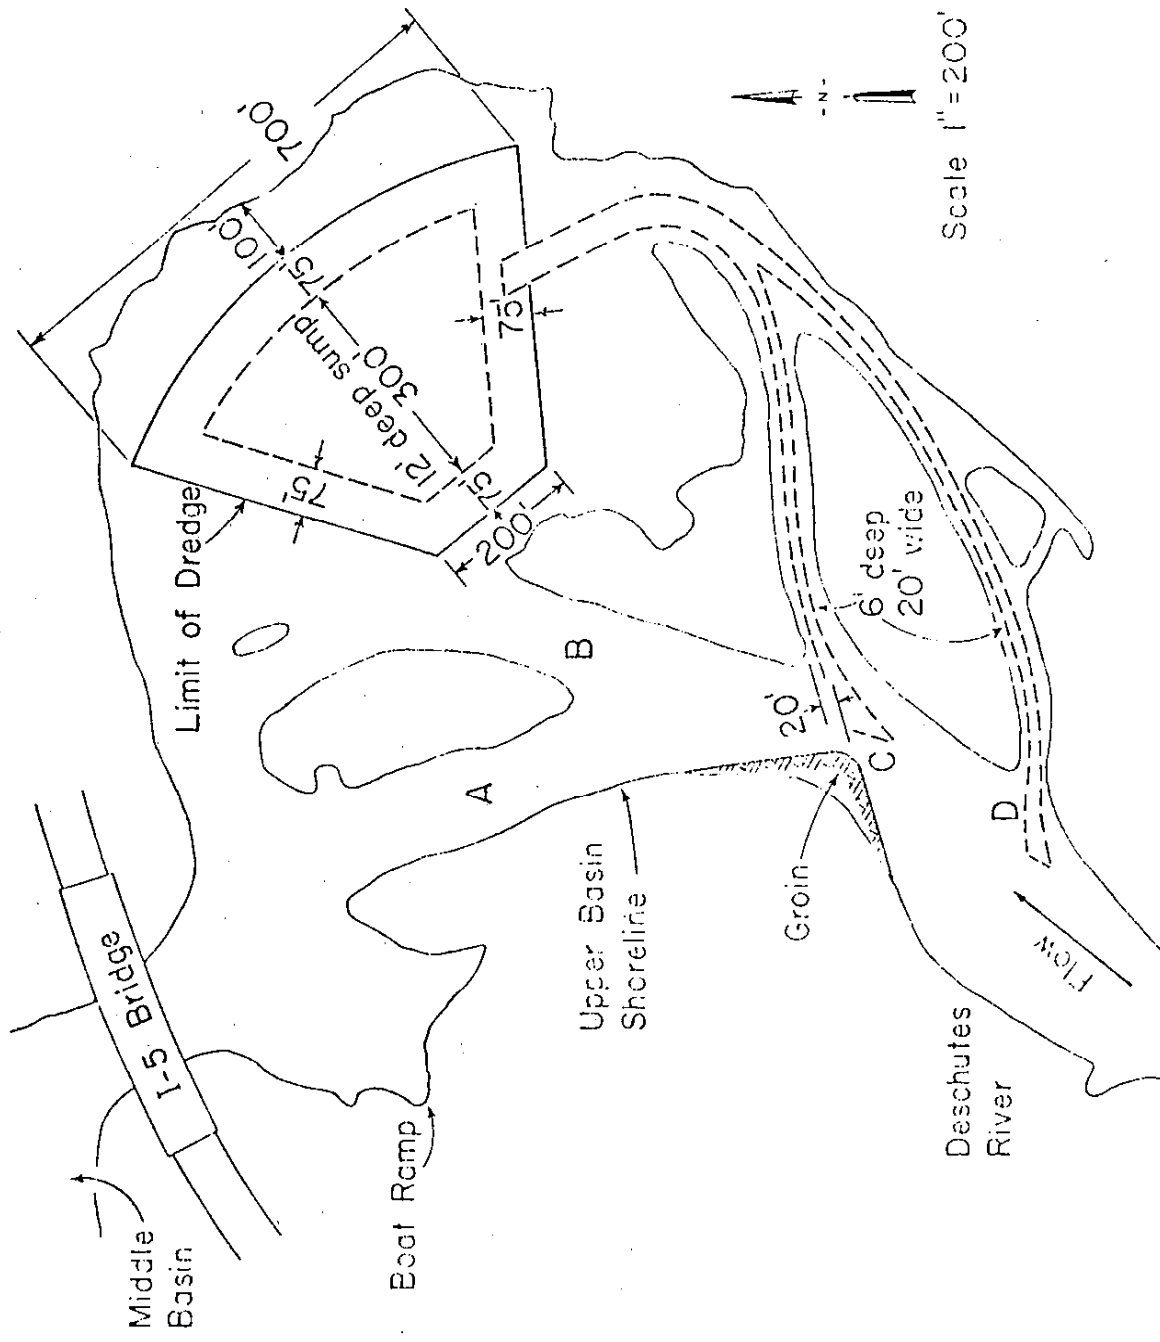 Middle
Basin
I-5 Bridge
Boat Ramp
Limit of Dredge
700'
100'
75'
12' deep sump
300'
75'
75'
75'
200'
A
B
Upper Basin
Shoreline
Groin
20'
C
D
6' deep
20' wide
Deschutes
River
Flow
-N-
Scale 1"=200'